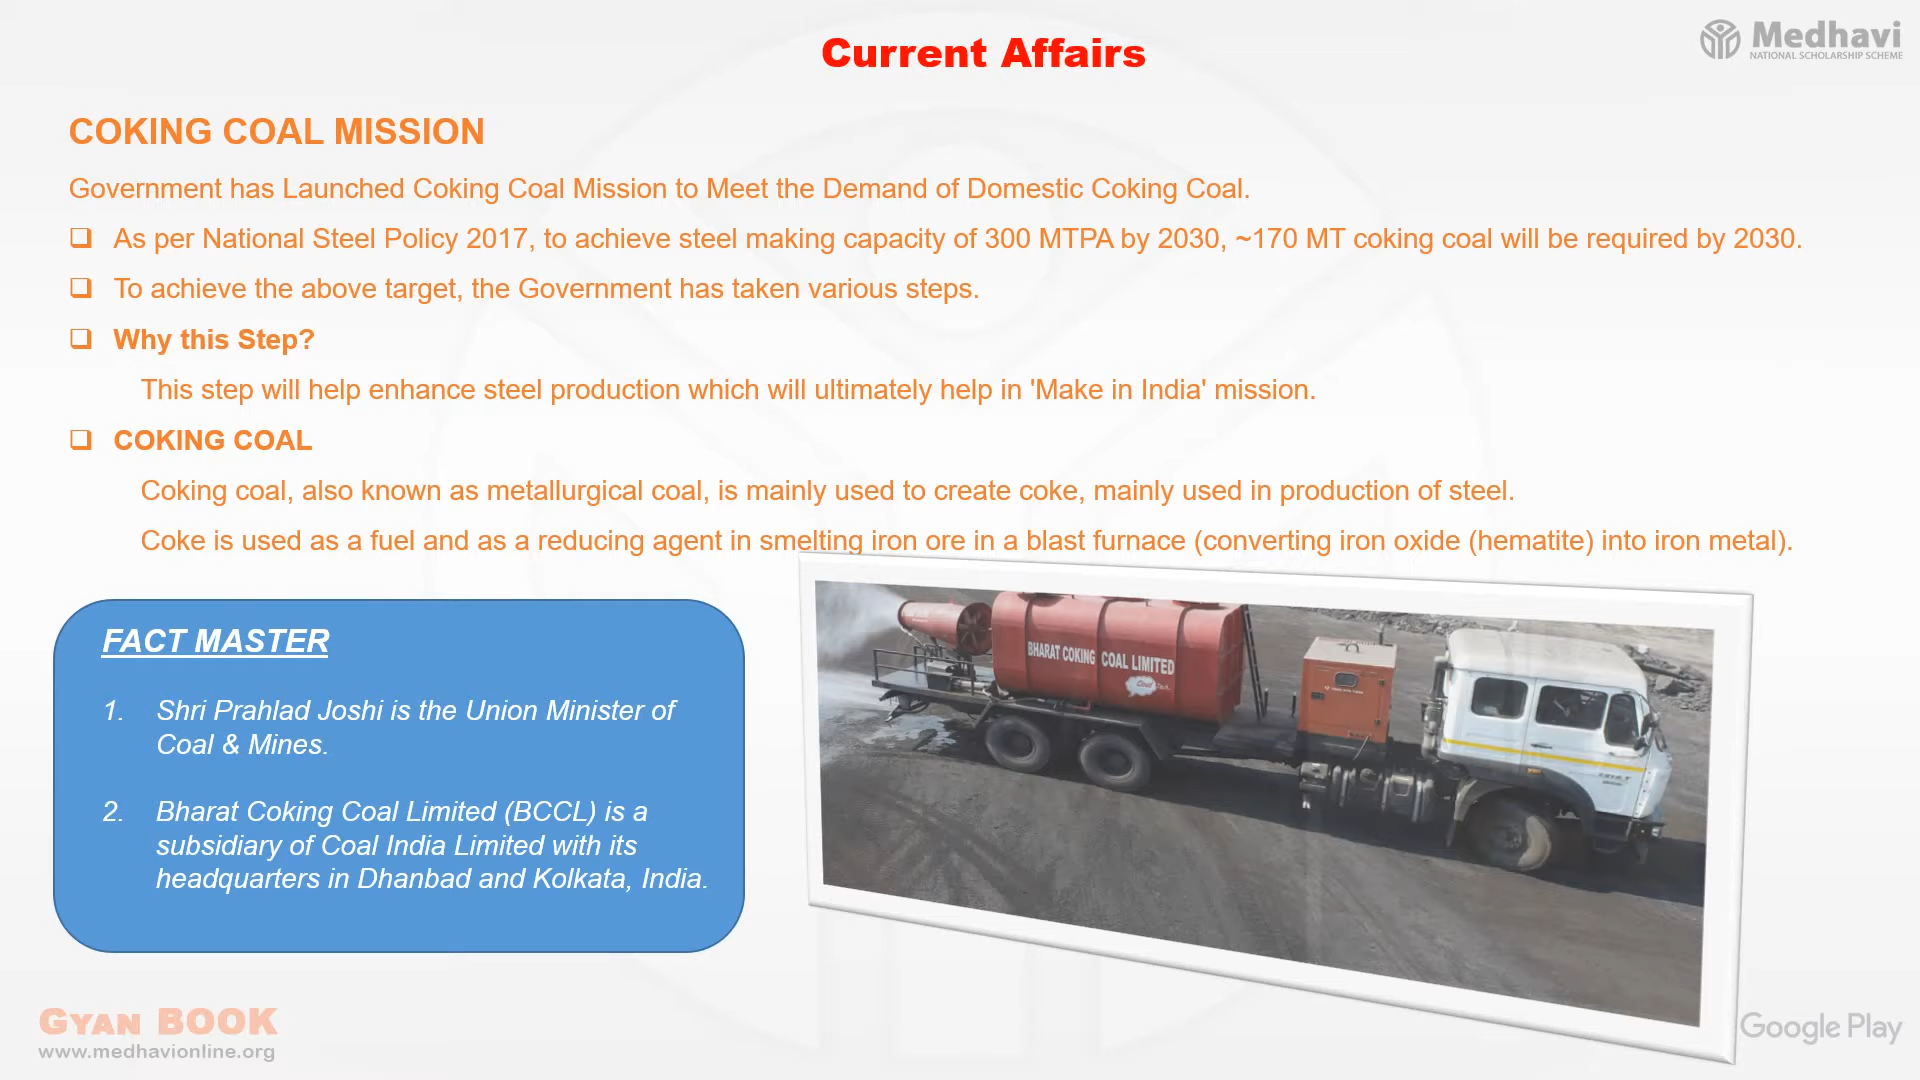 Current Affairs
Medhavi
NATIONAL SCHOLARSHIP SCHEME
COKING COAL MISSION
Government has Launched Coking Coal Mission to Meet the Demand of Domestic Coking Coal.
As per National Steel Policy 2017, to achieve steel making capacity of 300 MTPA by 2030, ~170 MT coking coal will be required by 2030.
To achieve the above target, the Government has taken various steps.
Why this Step?
This step will help enhance steel production which will ultimately help in 'Make in India' mission.
COKING COAL
Coking coal, also known as metallurgical coal, is mainly used to create coke, mainly used in production of steel.
Coke is used as a fuel and as a reducing agent in smelting iron ore in a blast furnace (converting iron oxide (hematite) into iron metal).
FACT MASTER
1. Shri Prahlad Joshi is the Union Minister of
Coal & Mines.
2. Bharat Coking Coal Limited (BCCL) is a
subsidiary of Coal India Limited with its
headquarters in Dhanbad and Kolkata, India.
BHARAT COKING COAL LIMITED
GYAN BOOK
www.medhavionline.org
Google Play